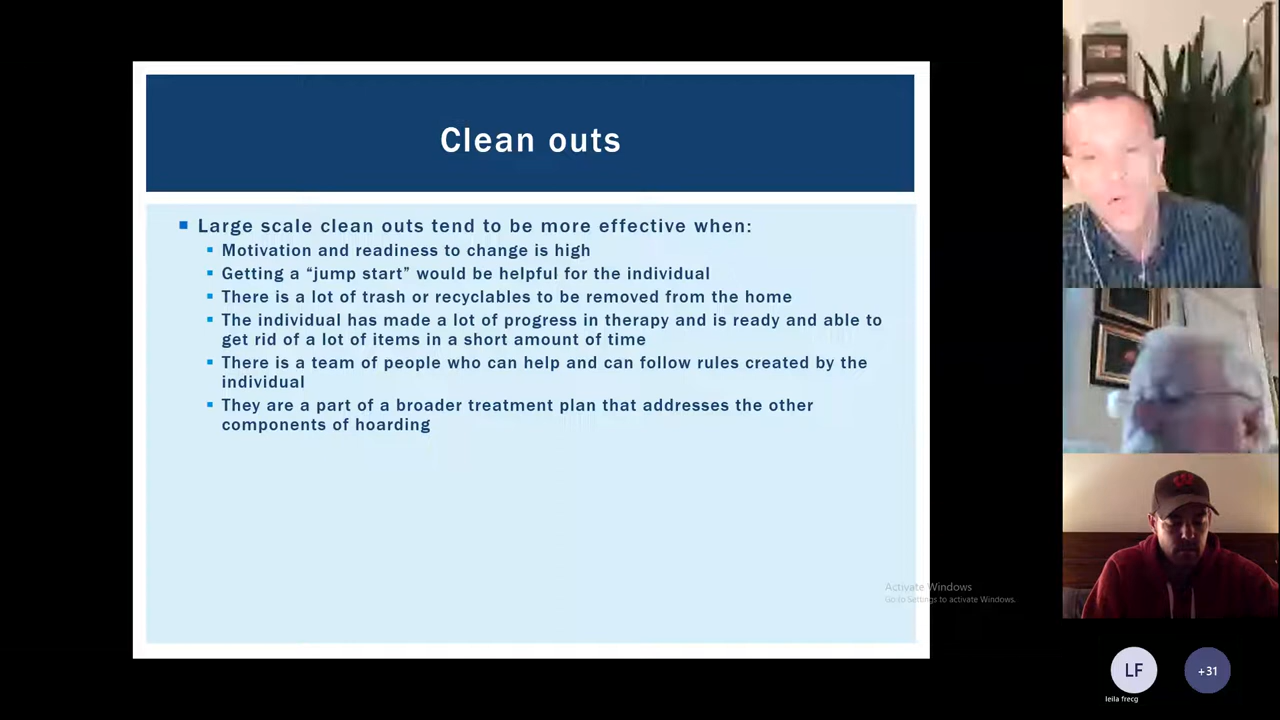 Clean outs
Large scale clean outs tend to be more effective when:
Motivation and readiness to change is high
Getting a “jump start” would be helpful for the individual
There is a lot of trash or recyclables to be removed from the home
The individual has made a lot of progress in therapy and is ready and able to
get rid of a lot of items in a short amount of time
There is a team of people who can help and can follow rules created by the
individual
They are a part of a broader treatment plan that addresses the other
components of hoarding
Activate Windows
Go to Settings to activate Windows.
LF
+31
leila frecg